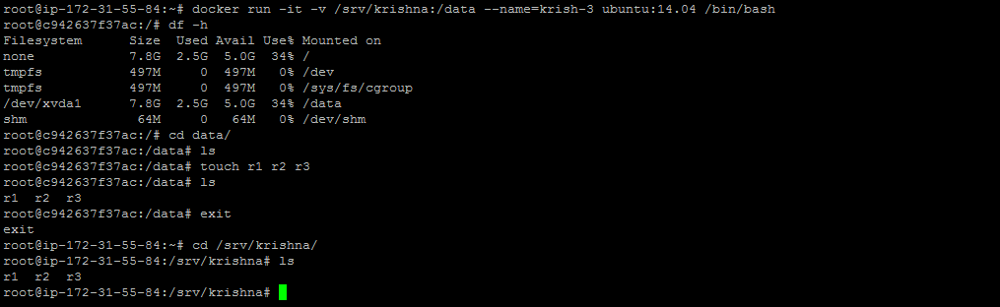 root@ip-172-31-55-84:~# docker run -it -v /srv/krishna:/data --name=krish-3 ubuntu:14.04 /bin/bash
root@c942637f37ac:/# df -h
Filesystem      Size  Used Avail Use% Mounted on
none            7.8G  2.5G  5.0G  34% /
tmpfs           497M     0  497M   0% /dev
tmpfs           497M     0  497M   0% /sys/fs/cgroup
/dev/xvda1      7.8G  2.5G  5.0G  34% /data
shm              64M     0   64M   0% /dev/shm
root@c942637f37ac:/# cd data/
root@c942637f37ac:/data# ls
root@c942637f37ac:/data# touch r1 r2 r3
root@c942637f37ac:/data# ls
r1  r2  r3
root@c942637f37ac:/data# exit
exit
root@ip-172-31-55-84:~# cd /srv/krishna/
root@ip-172-31-55-84:/srv/krishna# ls
r1  r2  r3
root@ip-172-31-55-84:/srv/krishna#